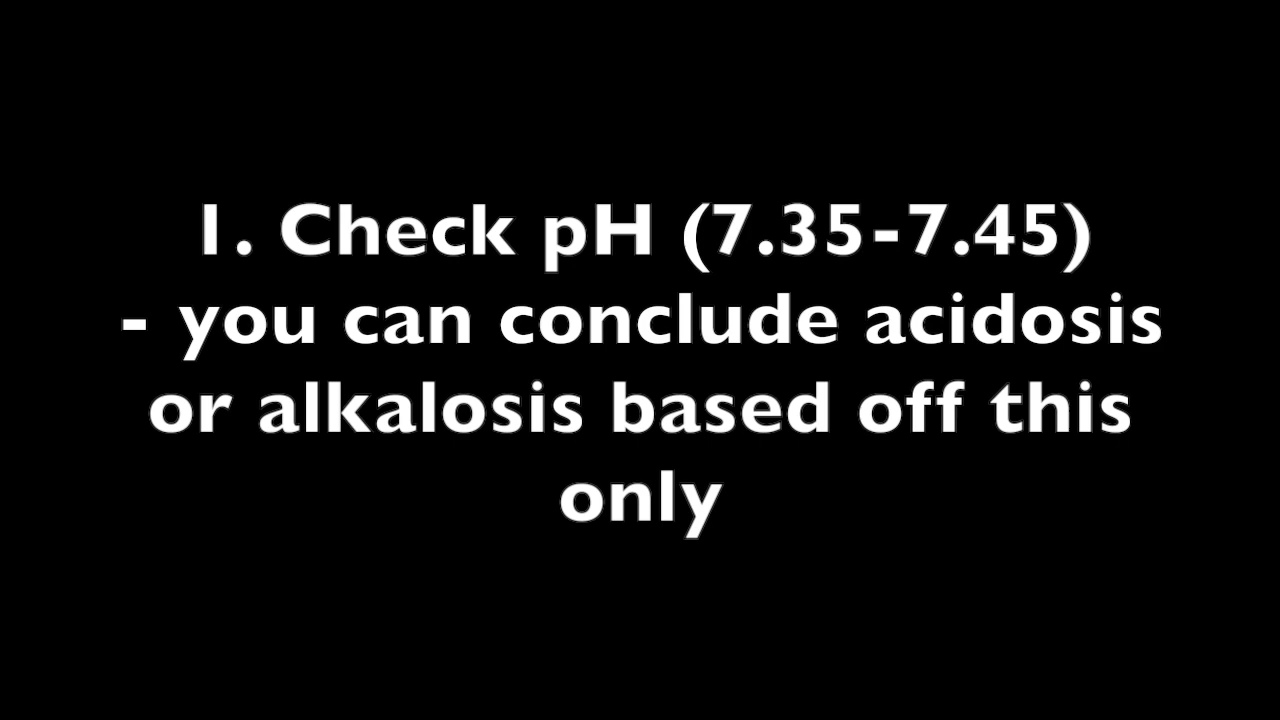 1. Check pH (7.35-7.45)
- you can conclude acidosis
or alkalosis based off this
only